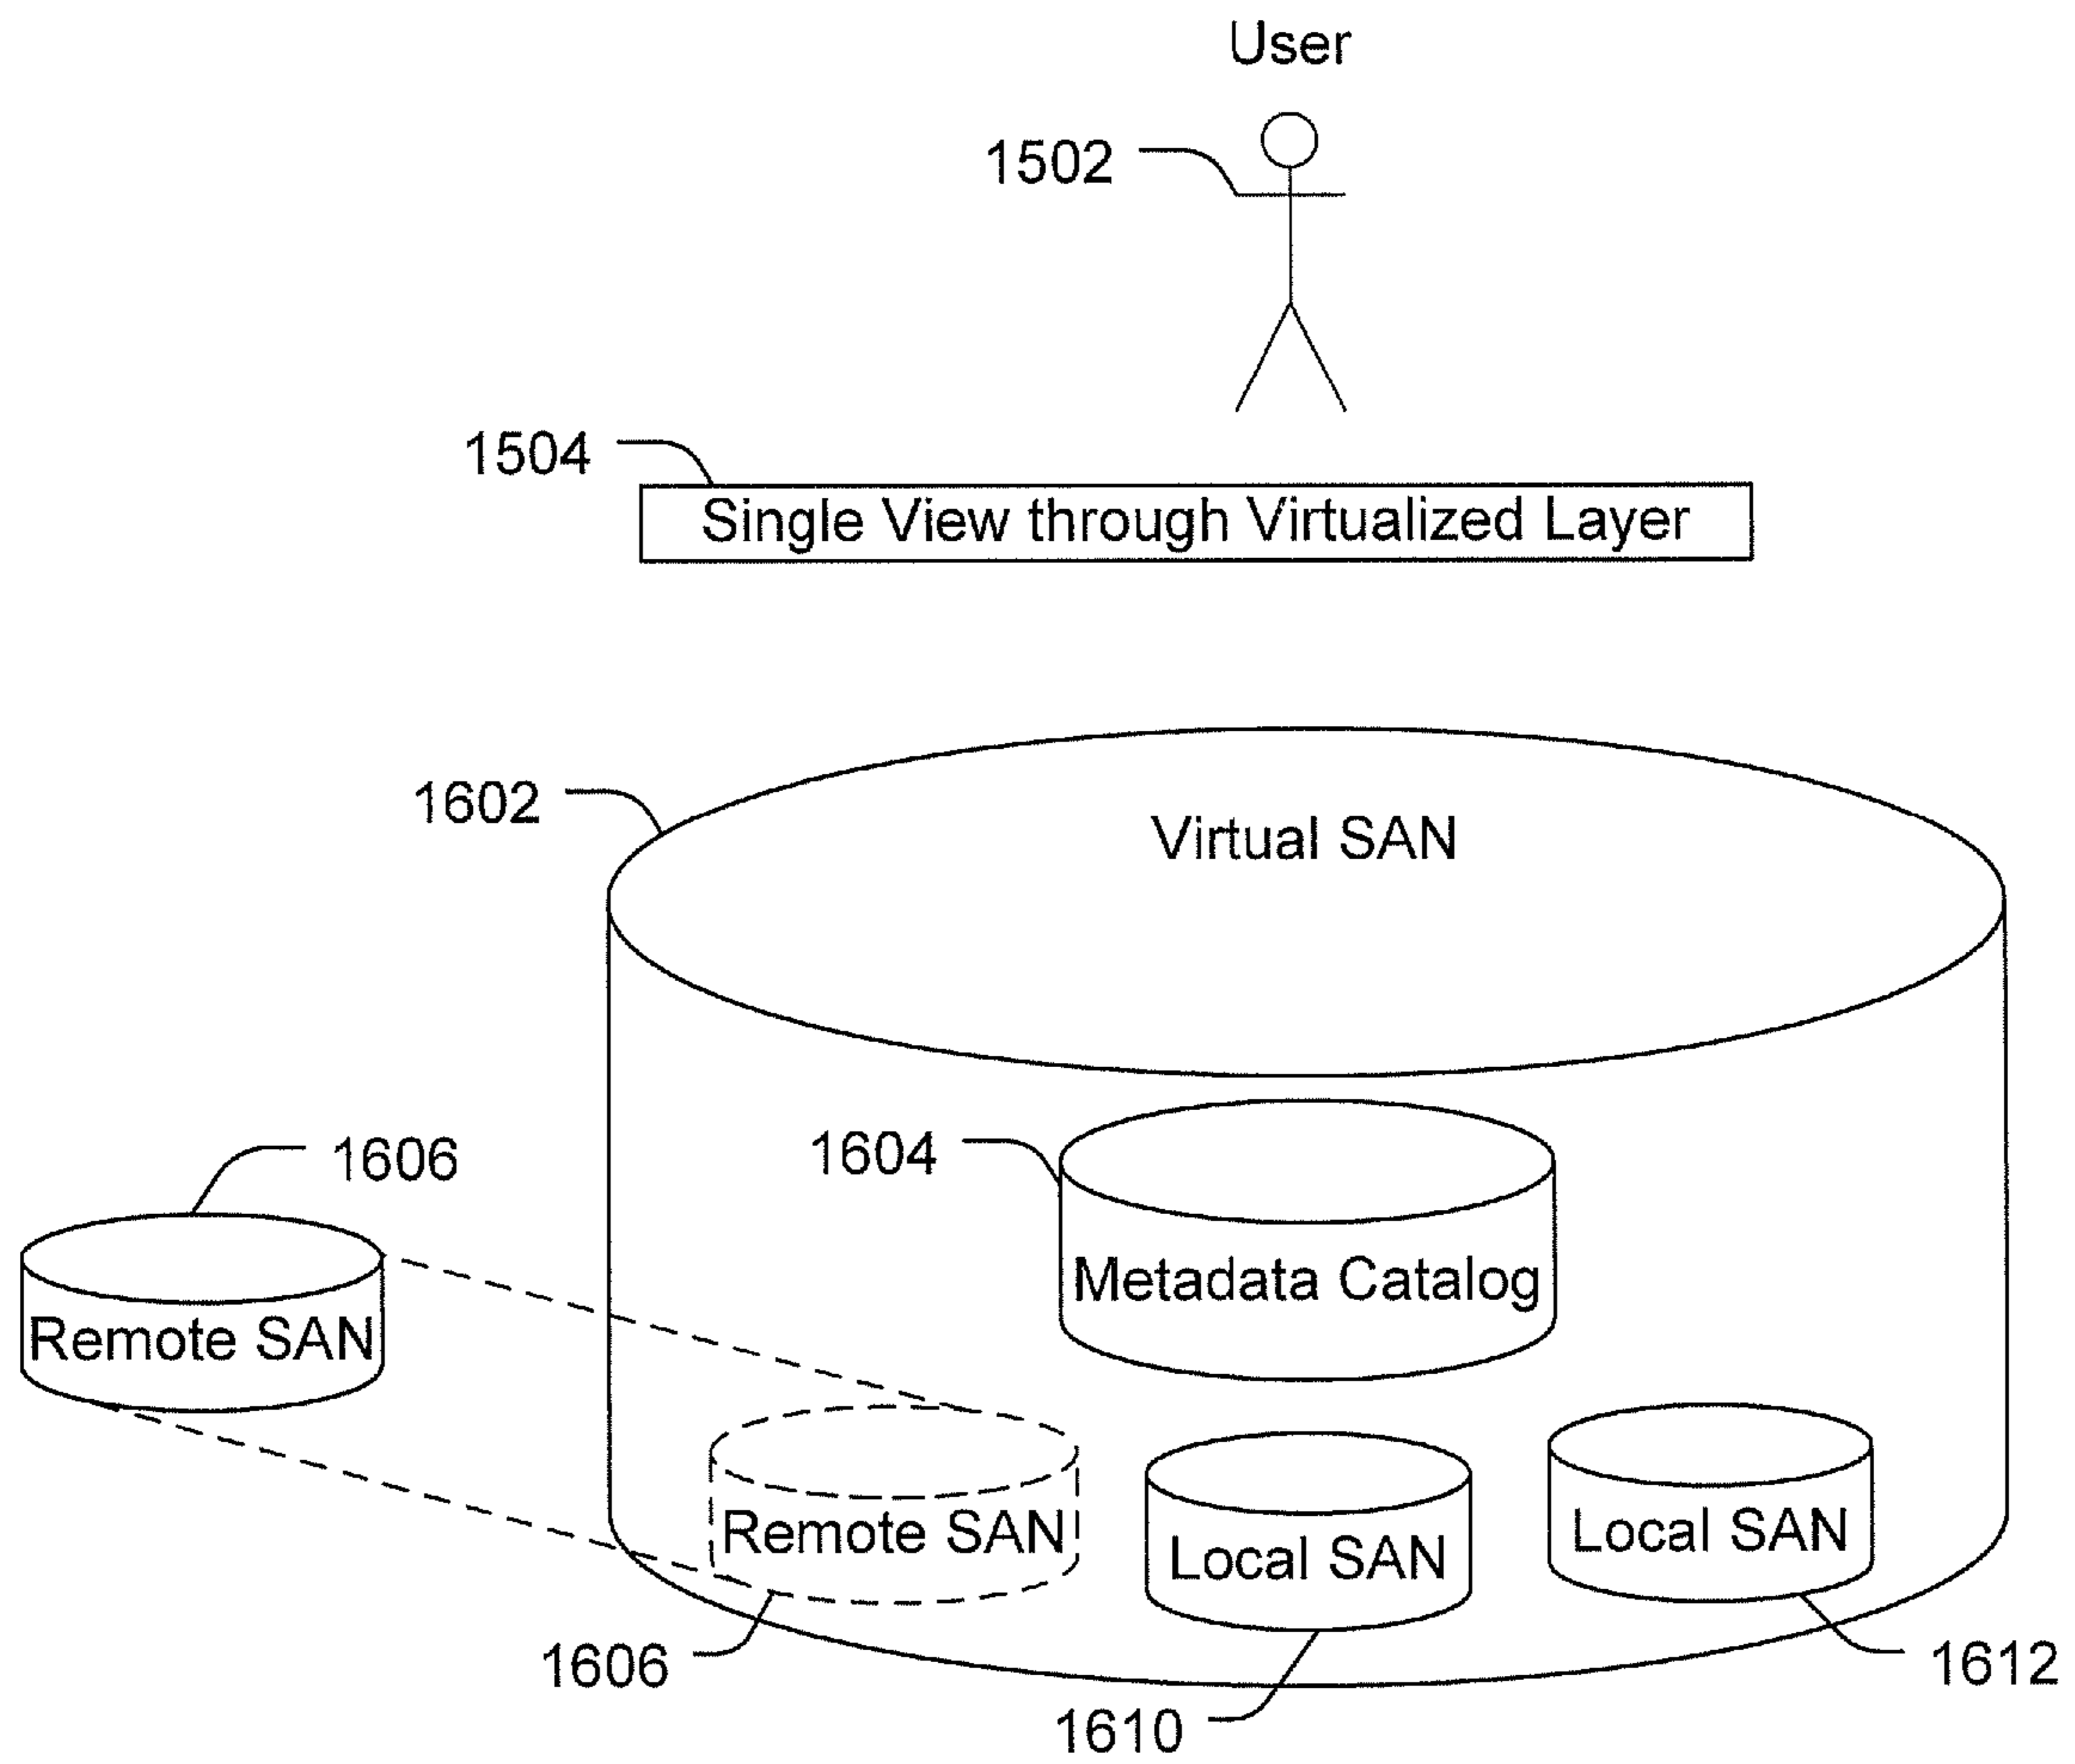 User
1502
1504
Single View through Virtualized Layer
1602
Virtual SAN
1606
1604
Metadata Catalog
Remote SAN
Remote SAN
Local SAN
Local SAN
1606
1610
1612